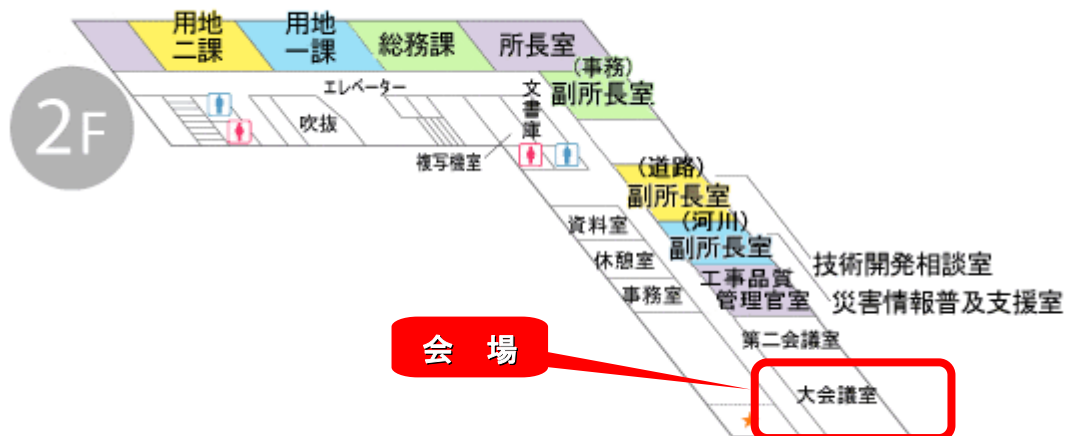 用地
二課
用地
一課
総務課
所長室
(事務)
副所長室
2F
エレベーター
文書庫
吹抜
複写機室
(道路)
副所長室
資料室
(河川)
副所長室
休憩室
技術開発相談室
工事品質
管理官室
事務室
災害情報普及支援室
第二会議室
会 場
大会議室